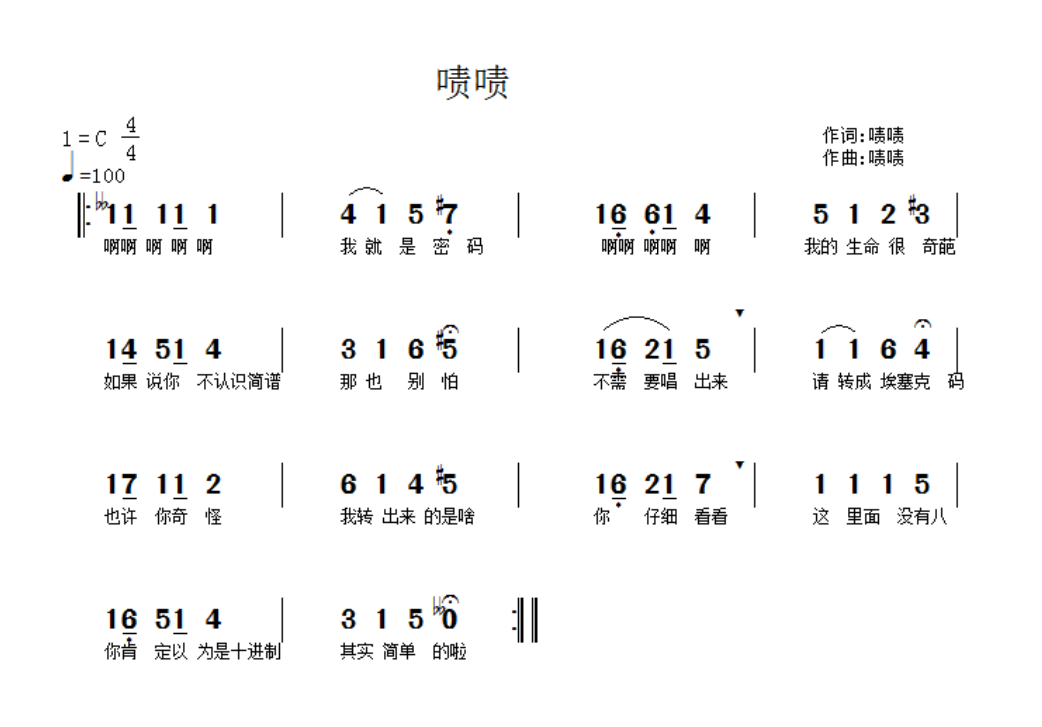 啧啧
1=C 4/4
作词:啧啧
♩=100
作曲:啧啧
𝄫11 11 1 | 4 1 5 #7 | 16 61 4 | 5 1 2 #3 |
啊啊 啊 啊 啊 我 就 是 密 码 啊啊 啊啊 啊 我的 生命 很 奇葩
14 51 4 | 3 1 6 #5 | 16 21 5 | 1 1 6 4 |
如果 说你 不认识简谱 那 也 别 怕 不需 要唱 出来 请 转成 埃塞克 码
17 11 2 | 6 1 4 #5 | 16 21 7 | 1 1 1 5 |
也许 你奇 怪 我转 出来 的是啥 你 仔细 看看 这 里面 没有八
16 51 4 | 3 1 5 𝄫0
你肯 定以 为是十进制 其实 简单 的啦